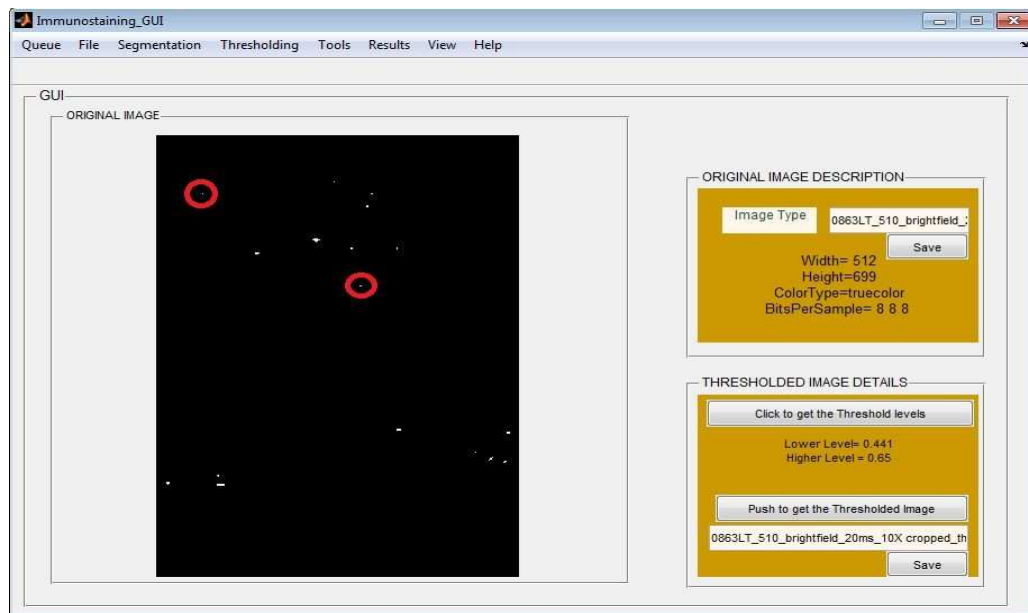 Immunostaining_GUI
Queue File Segmentation Thresholding Tools Results View Help
GUI
ORIGINAL IMAGE
ORIGINAL IMAGE DESCRIPTION
Image Type
0863LT_510_brightfield_
Save
Width= 512
Height=699
ColorType=truecolor
BitsPerSample= 8 8 8
THRESHOLDED IMAGE DETAILS
Click to get the Threshold levels
Lower Level= 0.441
Higher Level = 0.65
Push to get the Thresholded Image
0863LT_510_brightfield_20ms_10X cropped_th
Save